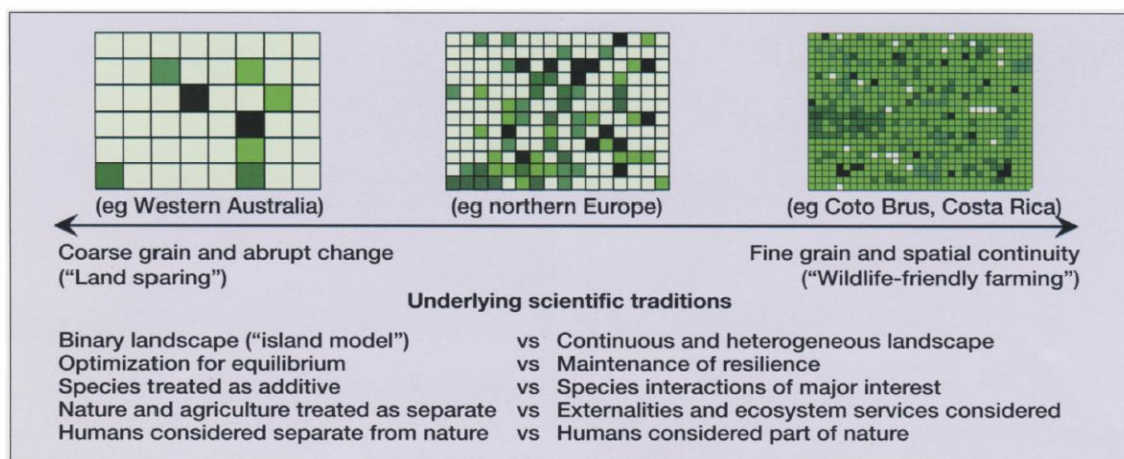 (eg Western Australia) (eg northern Europe) (eg Coto Brus, Costa Rica)
Coarse grain and abrupt change
("Land sparing")
Fine grain and spatial continuity
("Wildlife-friendly farming")
Underlying scientific traditions
Binary landscape ("island model") vs Continuous and heterogeneous landscape
Optimization for equilibrium vs Maintenance of resilience
Species treated as additive vs Species interactions of major interest
Nature and agriculture treated as separate vs Externalities and ecosystem services considered
Humans considered separate from nature vs Humans considered part of nature